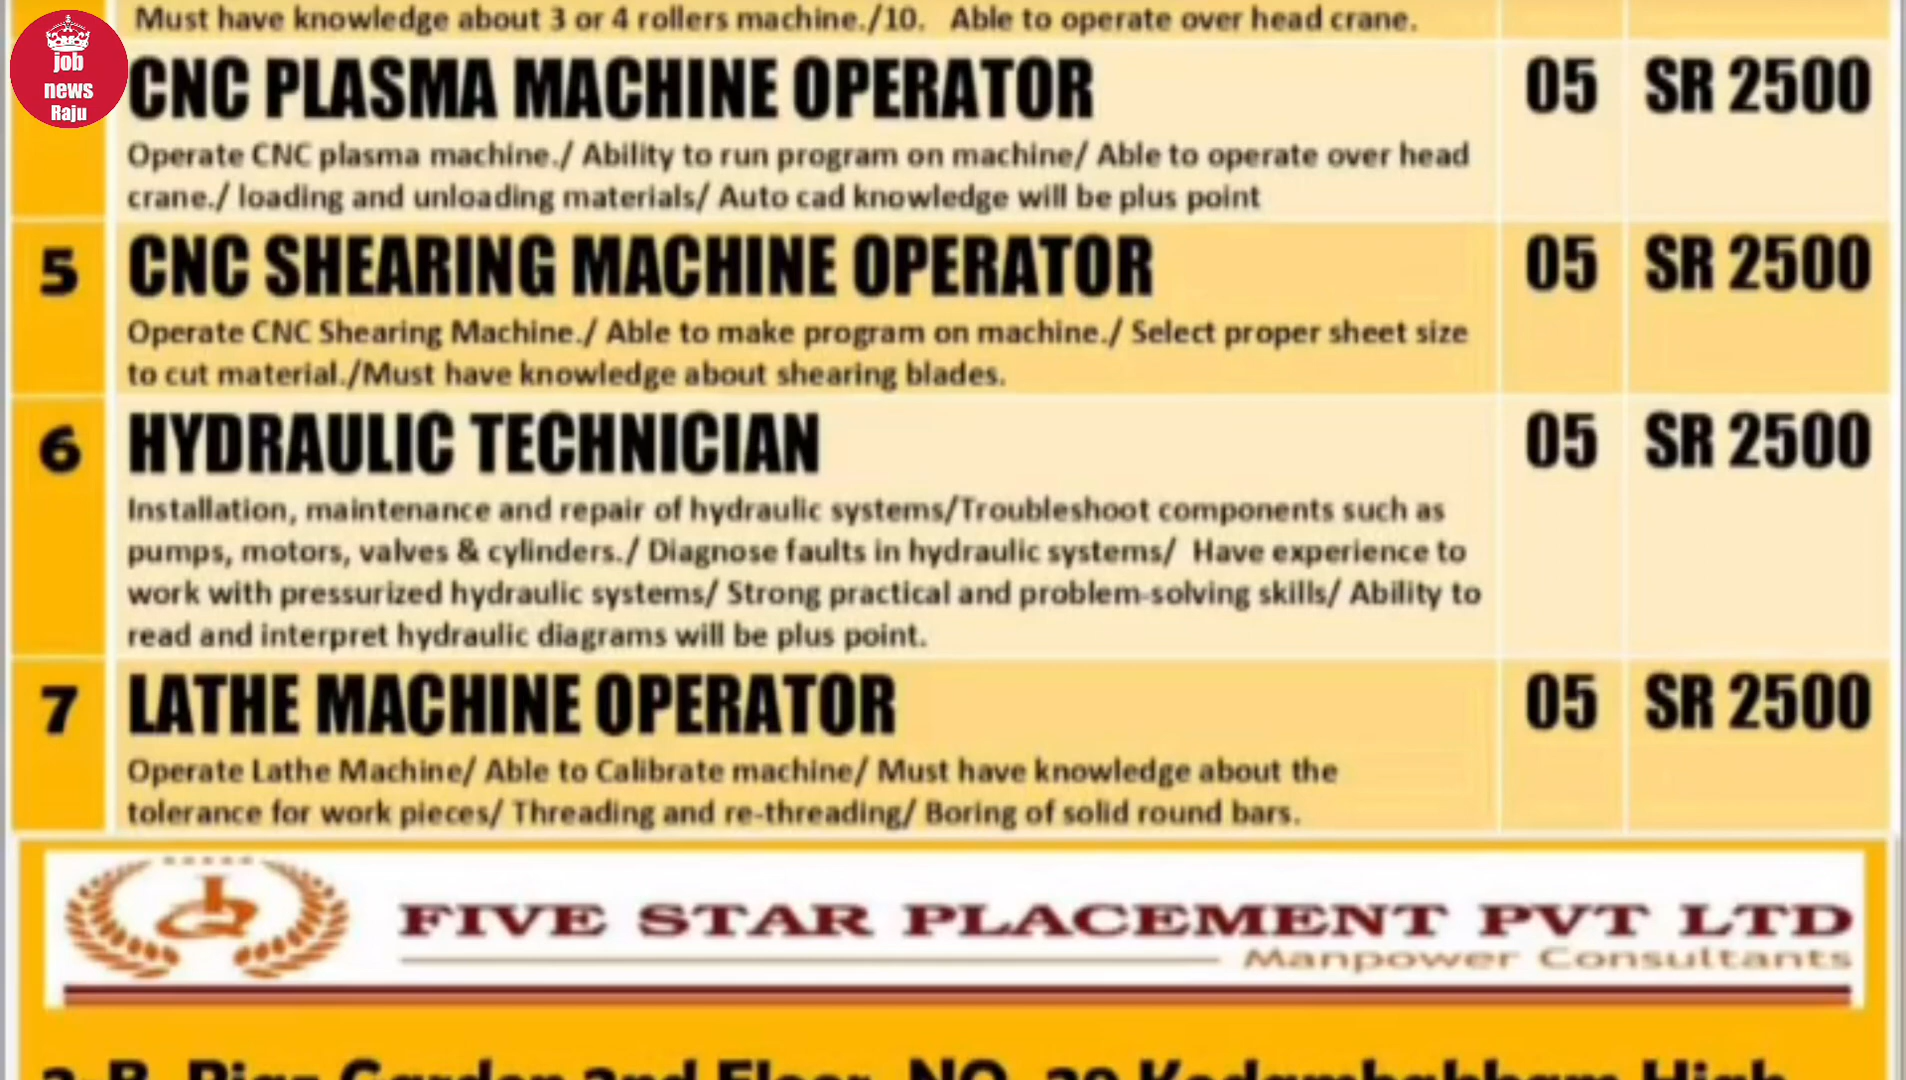 Must have knowledge about 3 or 4 rollers machine./10. Able to operate over head crane.
job
news
Raju
CNC PLASMA MACHINE OPERATOR 05 SR 2500
Operate CNC plasma machine./ Ability to run program on machine/ Able to operate over head
crane./ loading and unloading materials/ Auto cad knowledge will be plus point
5 CNC SHEARING MACHINE OPERATOR 05 SR 2500
Operate CNC Shearing Machine./ Able to make program on machine./ Select proper sheet size
to cut material./Must have knowledge about shearing blades.
6 HYDRAULIC TECHNICIAN 05 SR 2500
Installation, maintenance and repair of hydraulic systems/Troubleshoot components such as
pumps, motors, valves & cylinders./ Diagnose faults in hydraulic systems/ Have experience to
work with pressurized hydraulic systems/ Strong practical and problem-solving skills/ Ability to
read and interpret hydraulic diagrams will be plus point.
7 LATHE MACHINE OPERATOR 05 SR 2500
Operate Lathe Machine/ Able to Calibrate machine/ Must have knowledge about the
tolerance for work pieces/ Threading and re-threading/ Boring of solid round bars.
FIVE STAR PLACEMENT PVT LTD
Manpower Consultants
Garden 2nd Floor, NO, Kodambakkam High